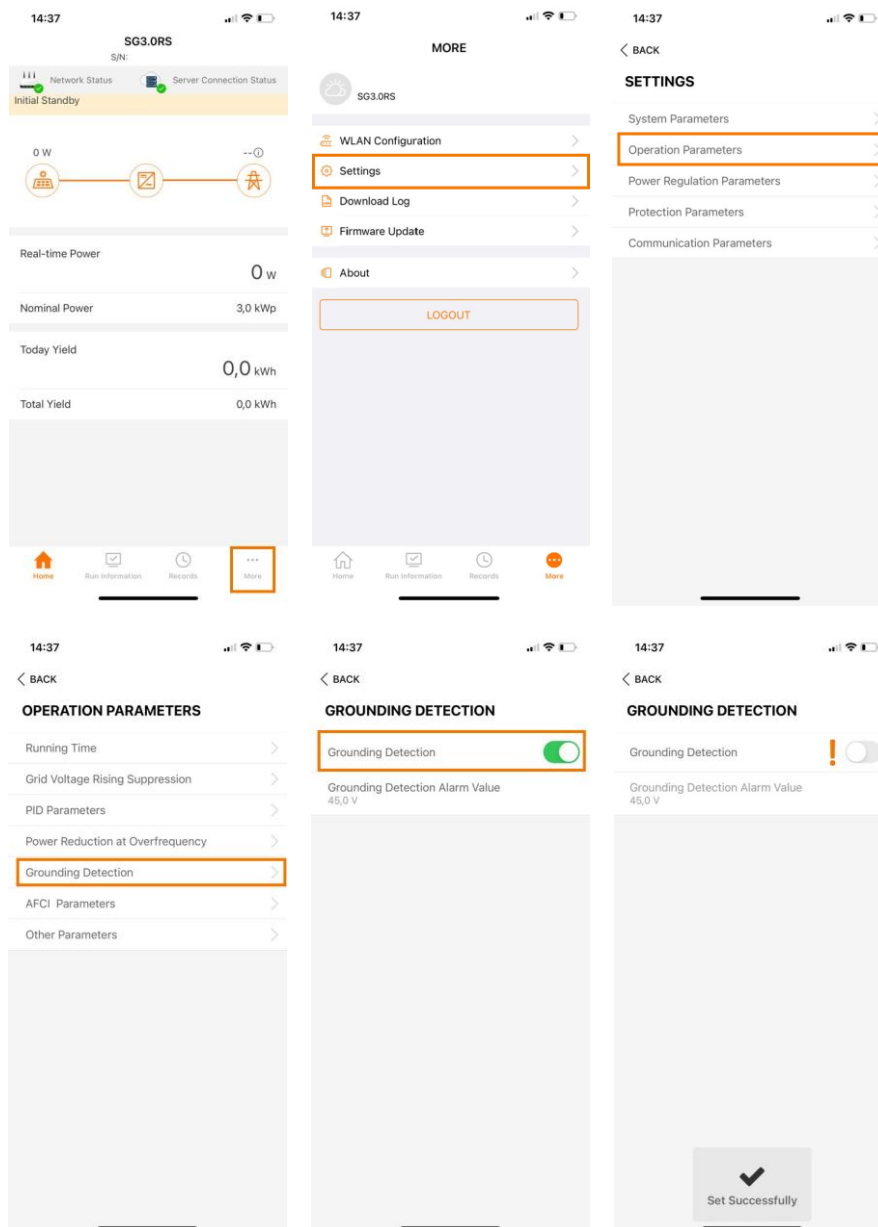 14:37
SG3.0RS
S/N:
Network Status
Server Connection Status
Initial Standby
0 W
--
Real-time Power
0 W
Nominal Power
3,0 kWp
Today Yield
0,0 kWh
Total Yield
0,0 kWh
Home
Run Information
Records
More
14:37
MORE
SG3.0RS
WLAN Configuration
Settings
Download Log
Firmware Update
About
LOGOUT
Home
Run Information
Records
More
14:37
BACK
SETTINGS
System Parameters
Operation Parameters
Power Regulation Parameters
Protection Parameters
Communication Parameters
14:37
BACK
OPERATION PARAMETERS
Running Time
Grid Voltage Rising Suppression
PID Parameters
Power Reduction at Overfrequency
Grounding Detection
AFCI Parameters
Other Parameters
14:37
BACK
GROUNDING DETECTION
Grounding Detection
Grounding Detection Alarm Value
45,0 V
14:37
BACK
GROUNDING DETECTION
Grounding Detection
!
Grounding Detection Alarm Value
45,0 V
Set Successfully